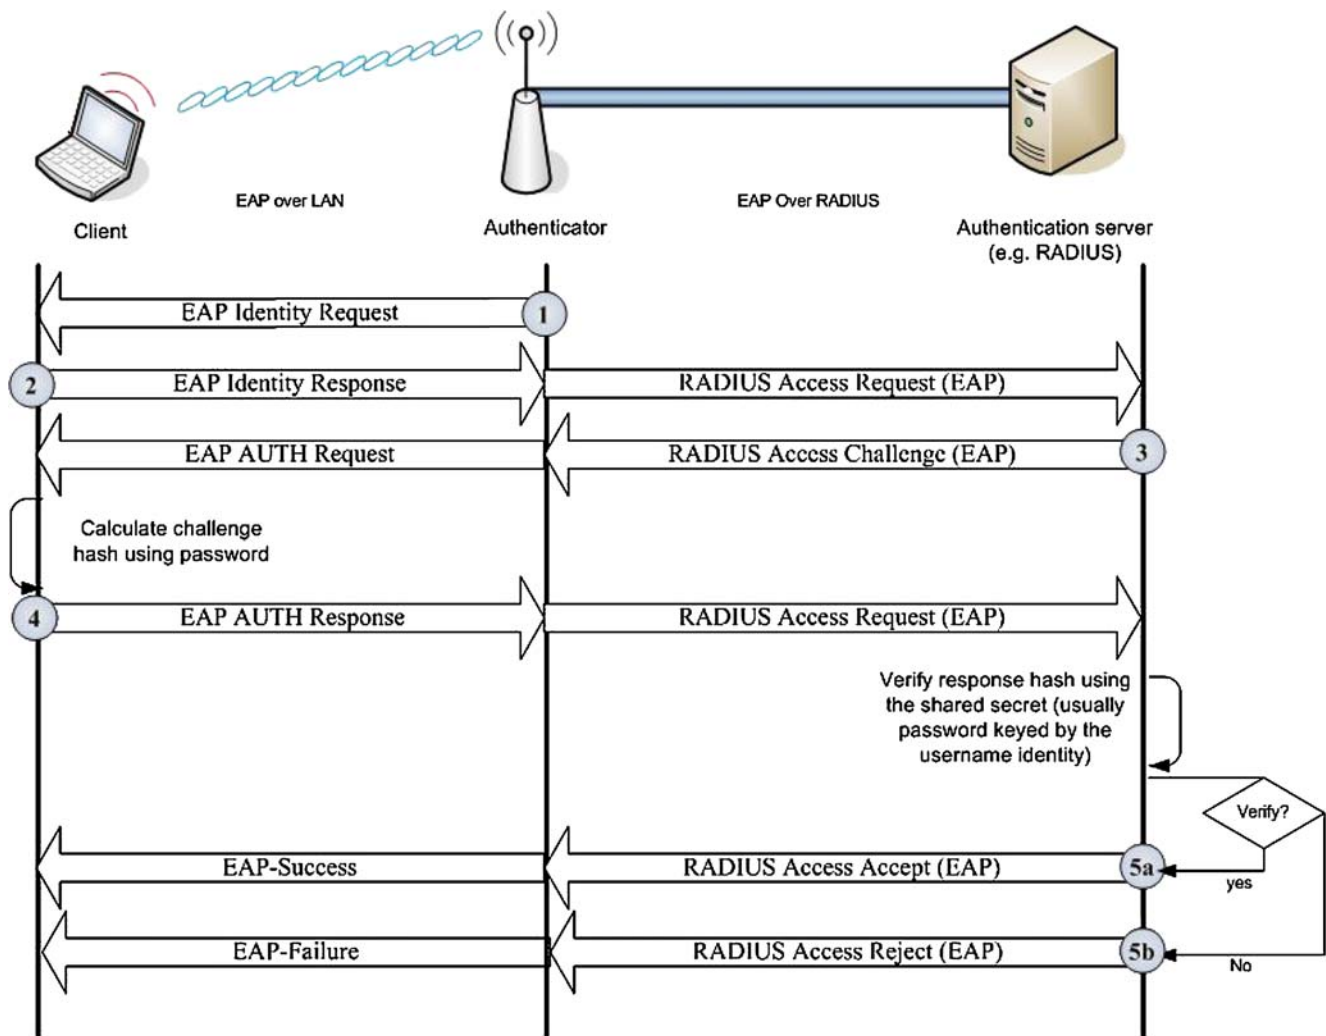 EAP over LAN
EAP Over RADIUS
Client
Authenticator
Authentication server
(e.g. RADIUS)
EAP Identity Request
1
2
EAP Identity Response
RADIUS Access Request (EAP)
EAP AUTH Request
RADIUS Access Challenge (EAP)
3
Calculate challenge
hash using password
4
EAP AUTH Response
RADIUS Access Request (EAP)
Verify response hash using
the shared secret (usually
password keyed by the
username identity)
Verify?
EAP-Success
RADIUS Access Accept (EAP)
5a
yes
EAP-Failure
RADIUS Access Reject (EAP)
5b
No